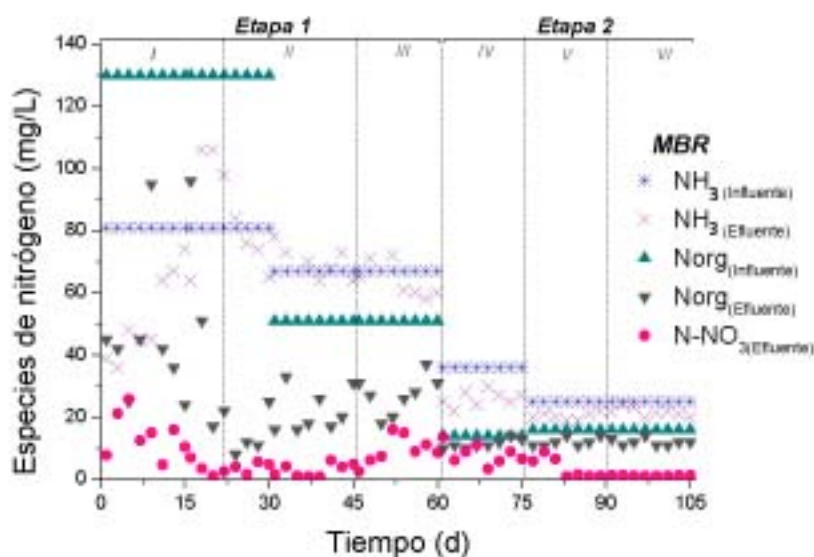 Etapa 1 Etapa 2
I II III IV V VI
140
120
100
80
60
40
20
0
Especies de nitrógeno (mg/L)
0 15 30 45 60 75 90 105
Tiempo (d)
MBR
NH3 (Influente)
NH3 (Efluente)
Norg(Influente)
Norg(Efluente)
N-NO3(Efluente)